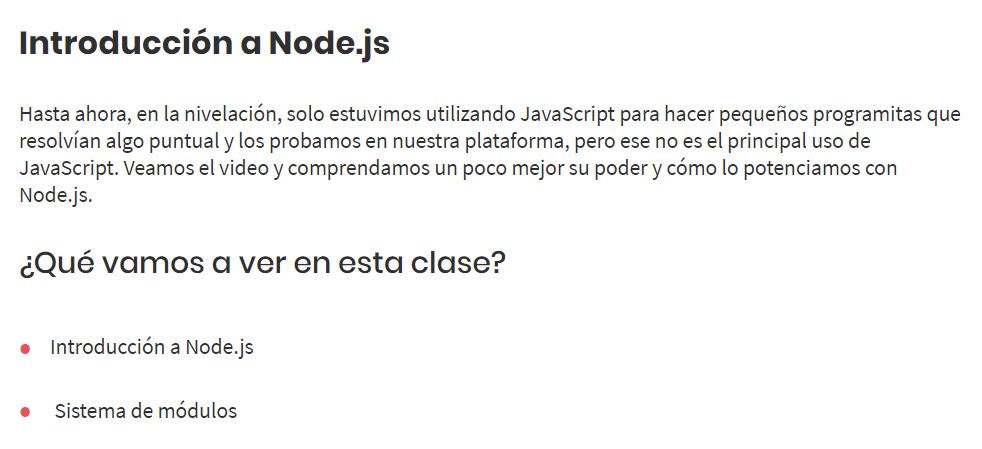 Introducción a Node.js
Hasta ahora, en la nivelación, solo estuvimos utilizando JavaScript para hacer pequeños programitas que
resolvían algo puntual y los probamos en nuestra plataforma, pero ese no es el principal uso de
JavaScript. Veamos el video y comprendamos un poco mejor su poder y cómo lo potenciamos con
Node.js.
¿Qué vamos a ver en esta clase?
● Introducción a Node.js
● Sistema de módulos